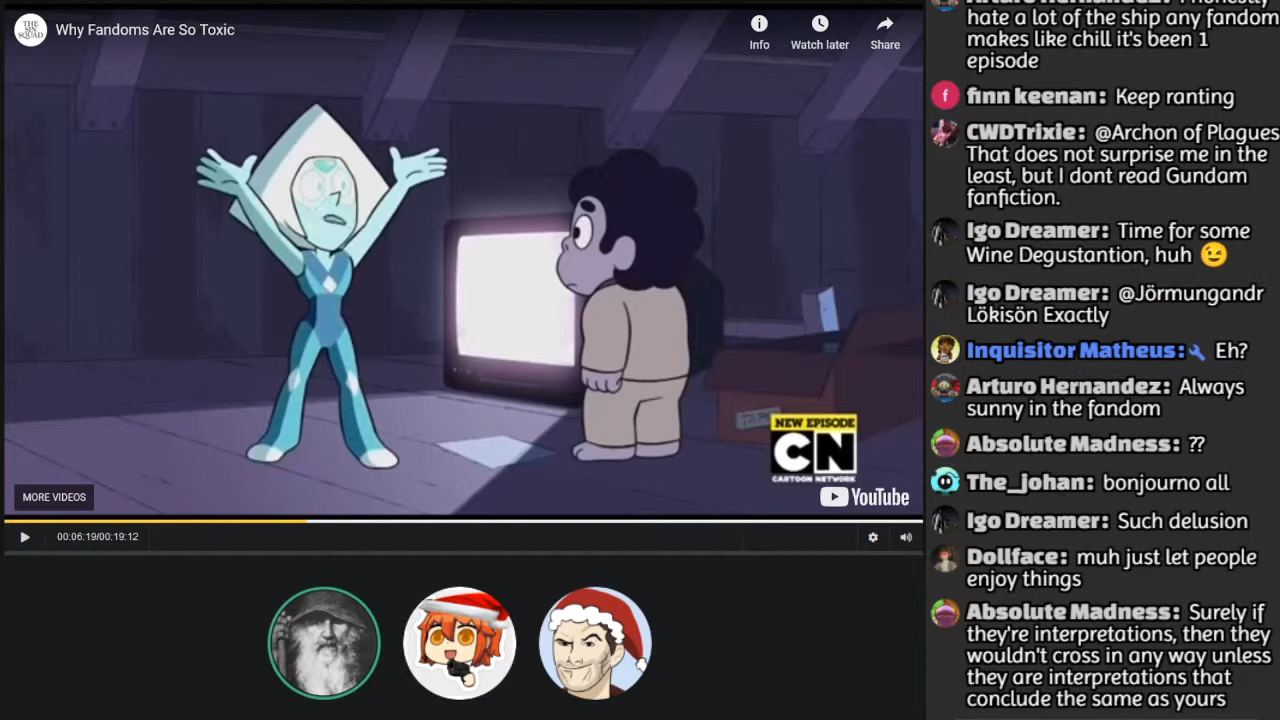 THE
SIN
SQUAD
Why Fandoms Are So Toxic
Info
Watch later
Share
TAPE
NEW EPISODE
CN
CARTOON NETWORK
MORE VIDEOS
YouTube
00:06:19/00:19:12
hate a lot of the ship any fandom
makes like chill it's been 1
episode
f
finn keenan: Keep ranting
CWDTrixie: @Archon of Plagues
That does not surprise me in the
least, but I dont read Gundam
fanfiction.
Igo Dreamer: Time for some
Wine Degustantion, huh 😉
Igo Dreamer: @Jörmungandr
Lökisön Exactly
Inquisitor Matheus: Eh?
Arturo Hernandez: Always
sunny in the fandom
Absolute Madness: ??
The_johan: bonjourno all
Igo Dreamer: Such delusion
Dollface: muh just let people
enjoy things
Absolute Madness: Surely if
they're interpretations, then they
wouldn't cross in any way unless
they are interpretations that
conclude the same as yours